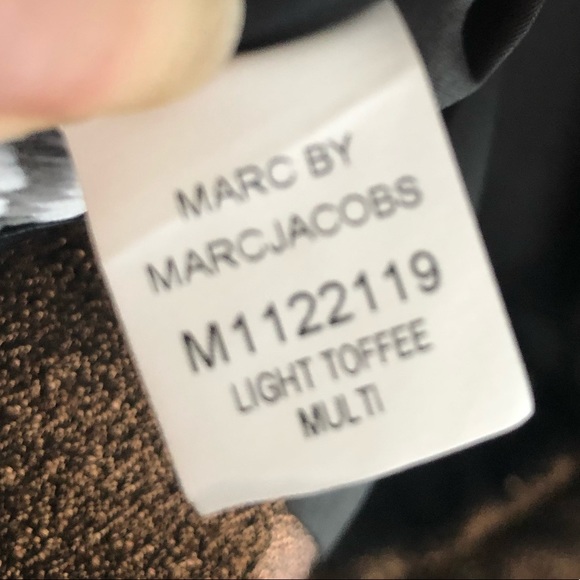 MARC BY
MARCJACOBS
M1122119
LIGHT TOFFEE
MULTI